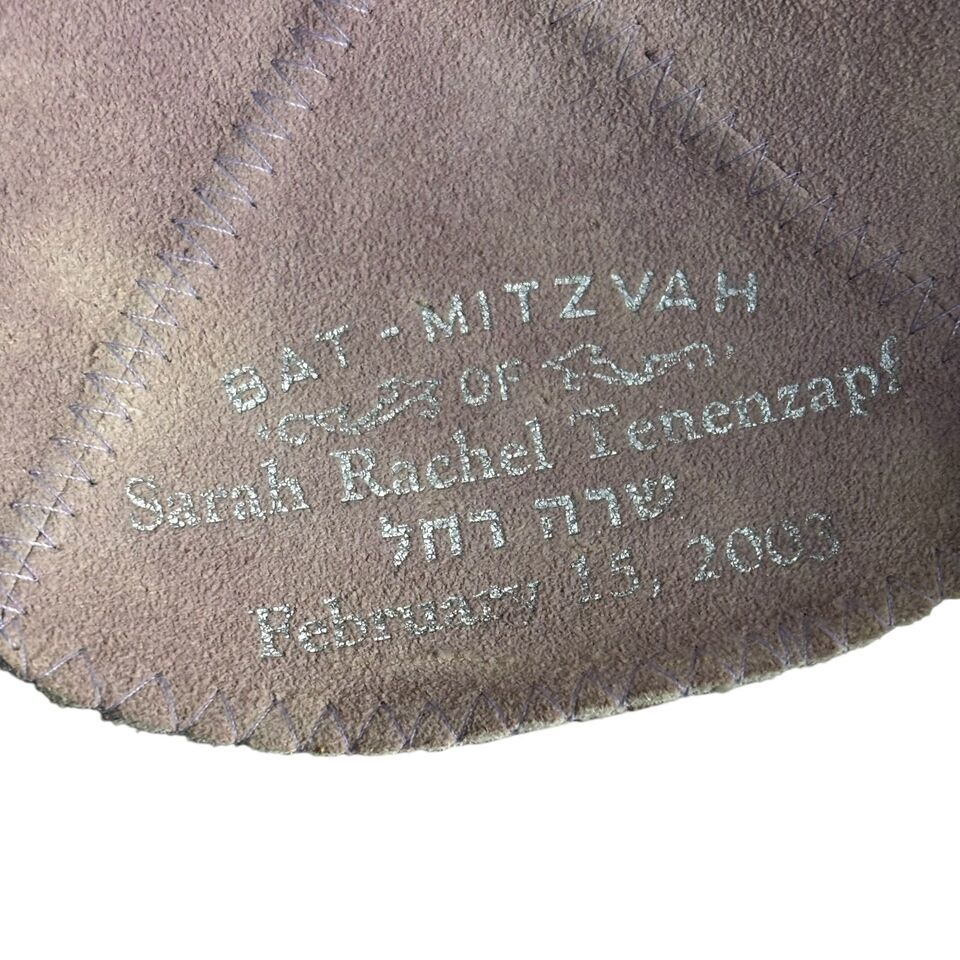 BAT-MITZVAH
OF
Sarah Rachel Tenenzapf
שרה רחל
February 15, 2003